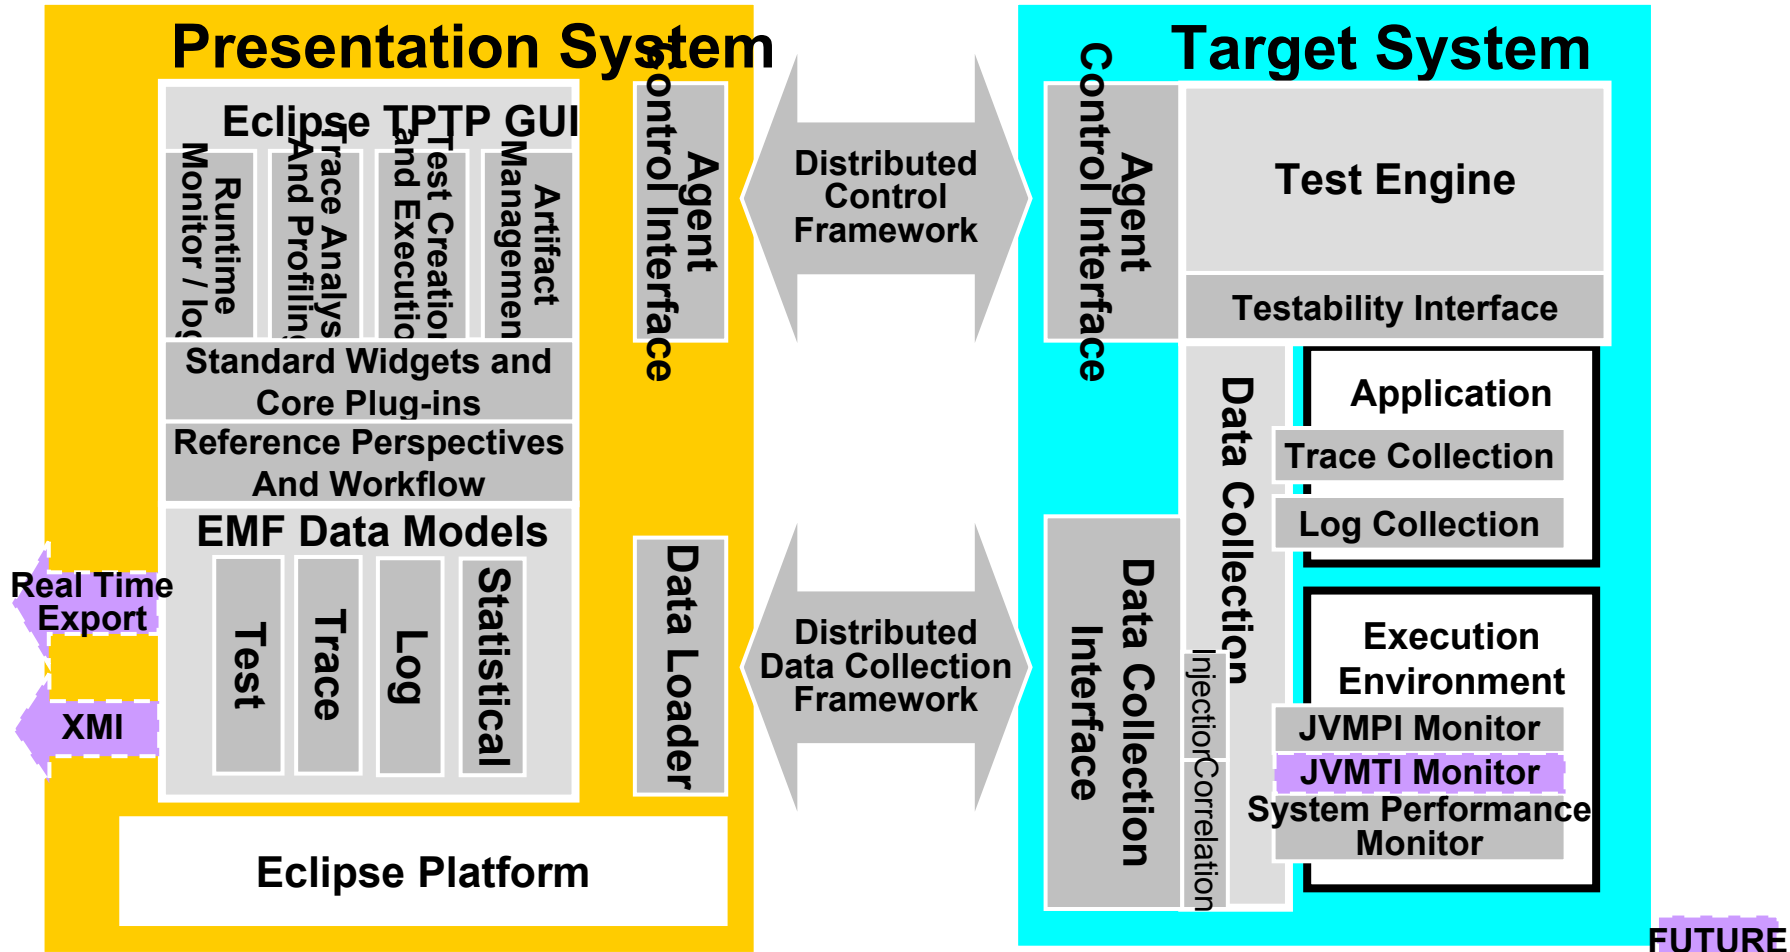 Presentation System
Eclipse TPTP GUI
Runtime
Monitor / log
Trace Analys
And Profiling
Test Creation
and Executio
Artifact
Managemen
Standard Widgets and
Core Plug-ins
Reference Perspectives
And Workflow
EMF Data Models
Test
Trace
Log
Statistical
Agent
Control Interface
Data Loader
Eclipse Platform
Real Time
Export
XMI
Distributed
Control
Framework
Distributed
Data Collection
Framework
Target System
Agent
Control Interface
Test Engine
Testability Interface
Data Collection
Data Collection
Interface
Injection
Correlation
Application
Trace Collection
Log Collection
Execution
Environment
JVMPI Monitor
JVMTI Monitor
System Performance
Monitor
FUTURE